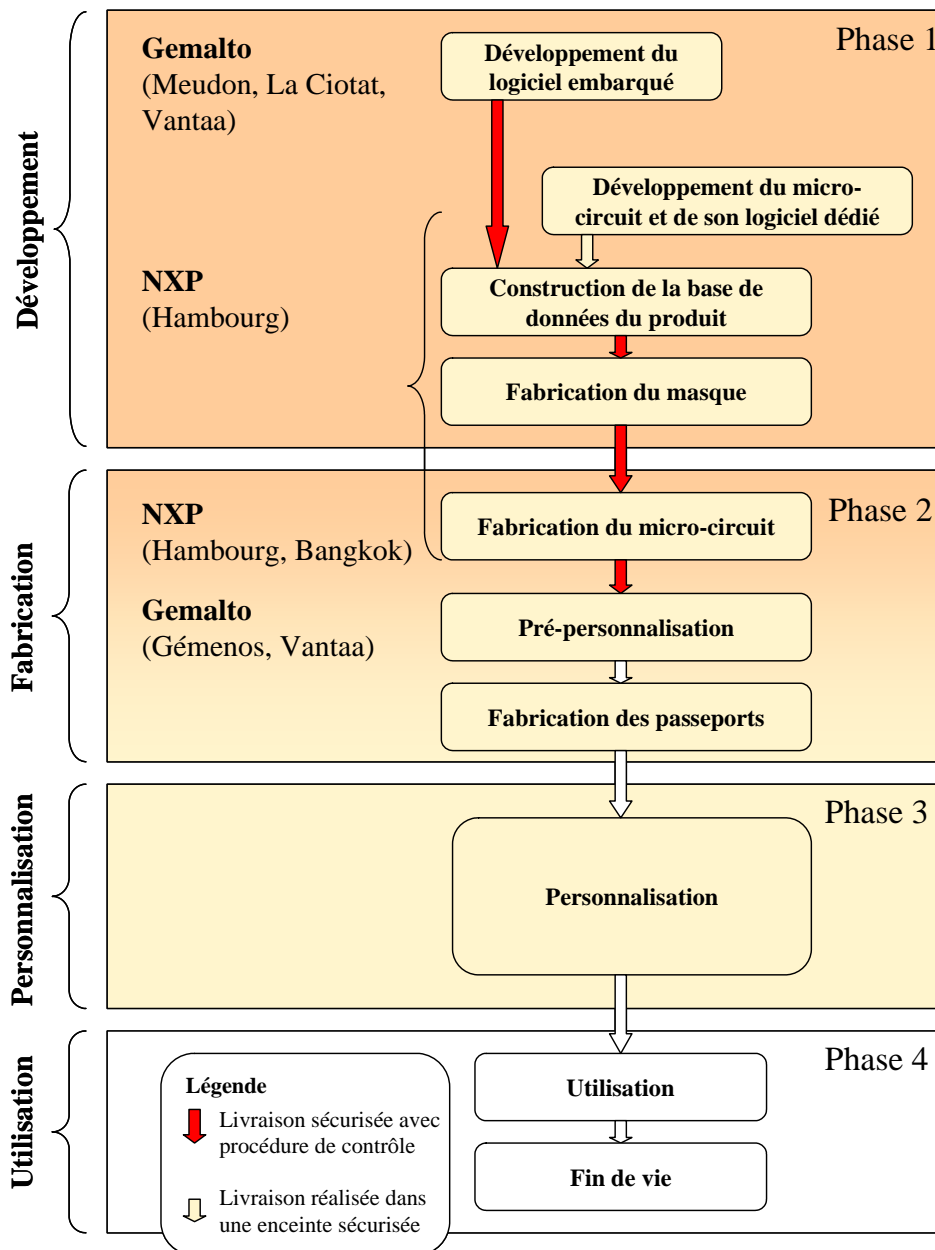 Développement
Phase 1
Gemalto
(Meudon, La Ciotat,
Vantaa)
Développement du
logiciel embarqué
Développement du micro-
circuit et de son logiciel dédié
NXP
(Hambourg)
Construction de la base de
données du produit
Fabrication du masque
Fabrication
Phase 2
NXP
(Hambourg, Bangkok)
Fabrication du micro-circuit
Gemalto
(Gémenos, Vantaa)
Pré-personnalisation
Fabrication des passeports
Personnalisation
Phase 3
Personnalisation
Utilisation
Phase 4
Utilisation
Fin de vie
Légende
Livraison sécurisée avec
procédure de contrôle
Livraison réalisée dans
une enceinte sécurisée